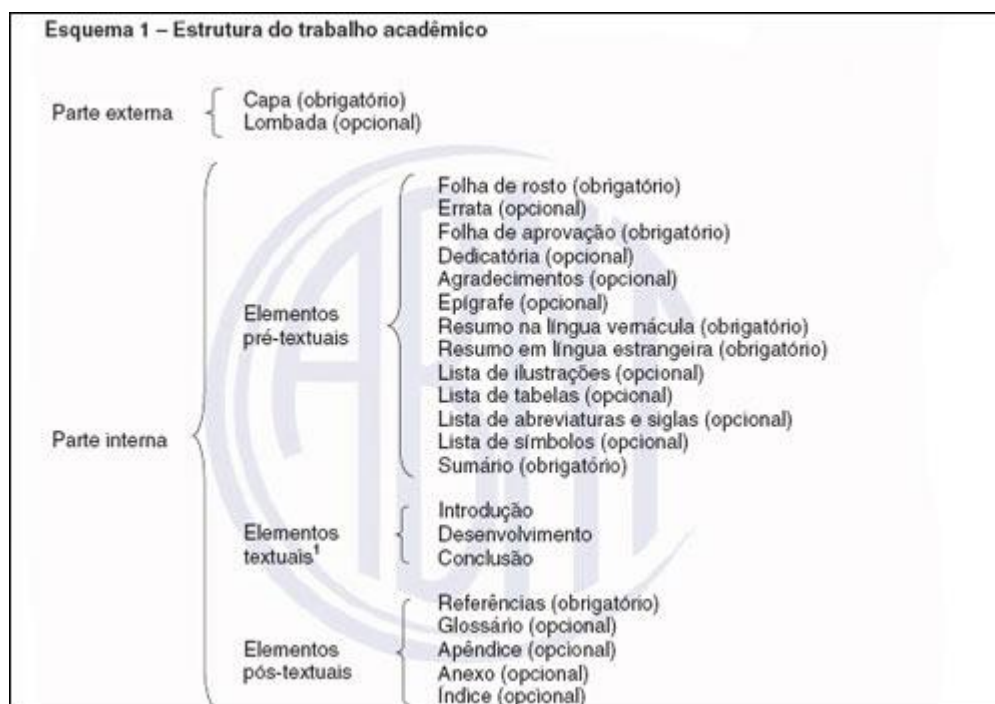 Esquema 1 – Estrutura do trabalho acadêmico
Parte externa
Capa (obrigatório)
Lombada (opcional)
Parte interna
Elementos
pré-textuais
Folha de rosto (obrigatório)
Errata (opcional)
Folha de aprovação (obrigatório)
Dedicatória (opcional)
Agradecimentos (opcional)
Epígrafe (opcional)
Resumo na língua vernácula (obrigatório)
Resumo em língua estrangeira (obrigatório)
Lista de ilustrações (opcional)
Lista de tabelas (opcional)
Lista de abreviaturas e siglas (opcional)
Lista de símbolos (opcional)
Sumário (obrigatório)
Elementos
textuais¹
Introdução
Desenvolvimento
Conclusão
Elementos
pós-textuais
Referências (obrigatório)
Glossário (opcional)
Apêndice (opcional)
Anexo (opcional)
Índice (opcional)
ABNT